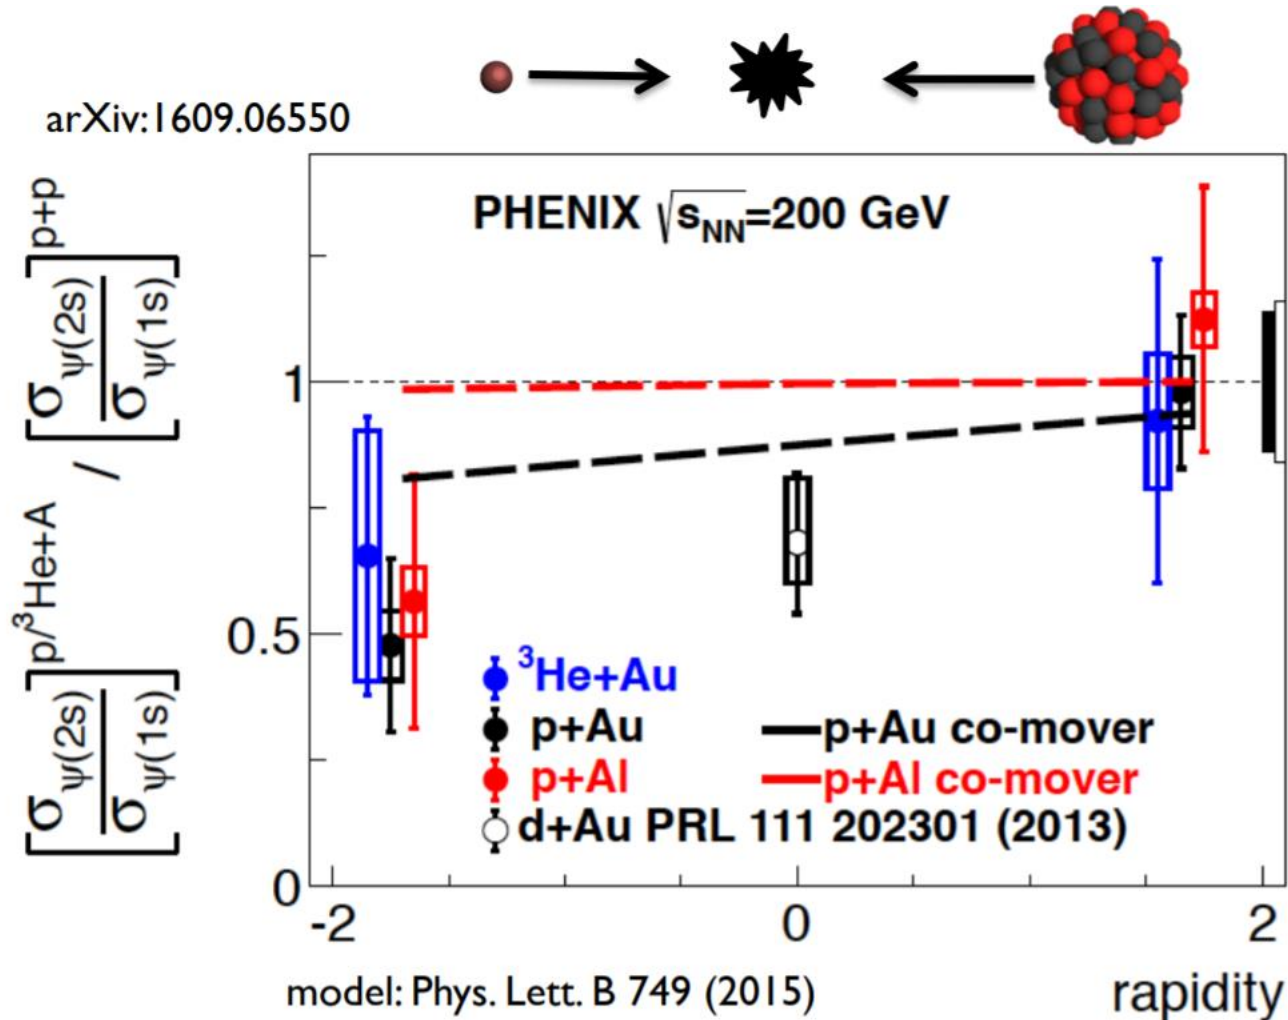 arXiv:1609.06550
PHENIX √sNN=200 GeV
[σψ(2s)/σψ(1s)]p/3He+A / [σψ(2s)/σψ(1s)]p+p
1
0.5
0
3He+Au
p+Au
p+Al
d+Au PRL 111 202301 (2013)
p+Au co-mover
p+Al co-mover
-2
0
2
model: Phys. Lett. B 749 (2015)
rapidity